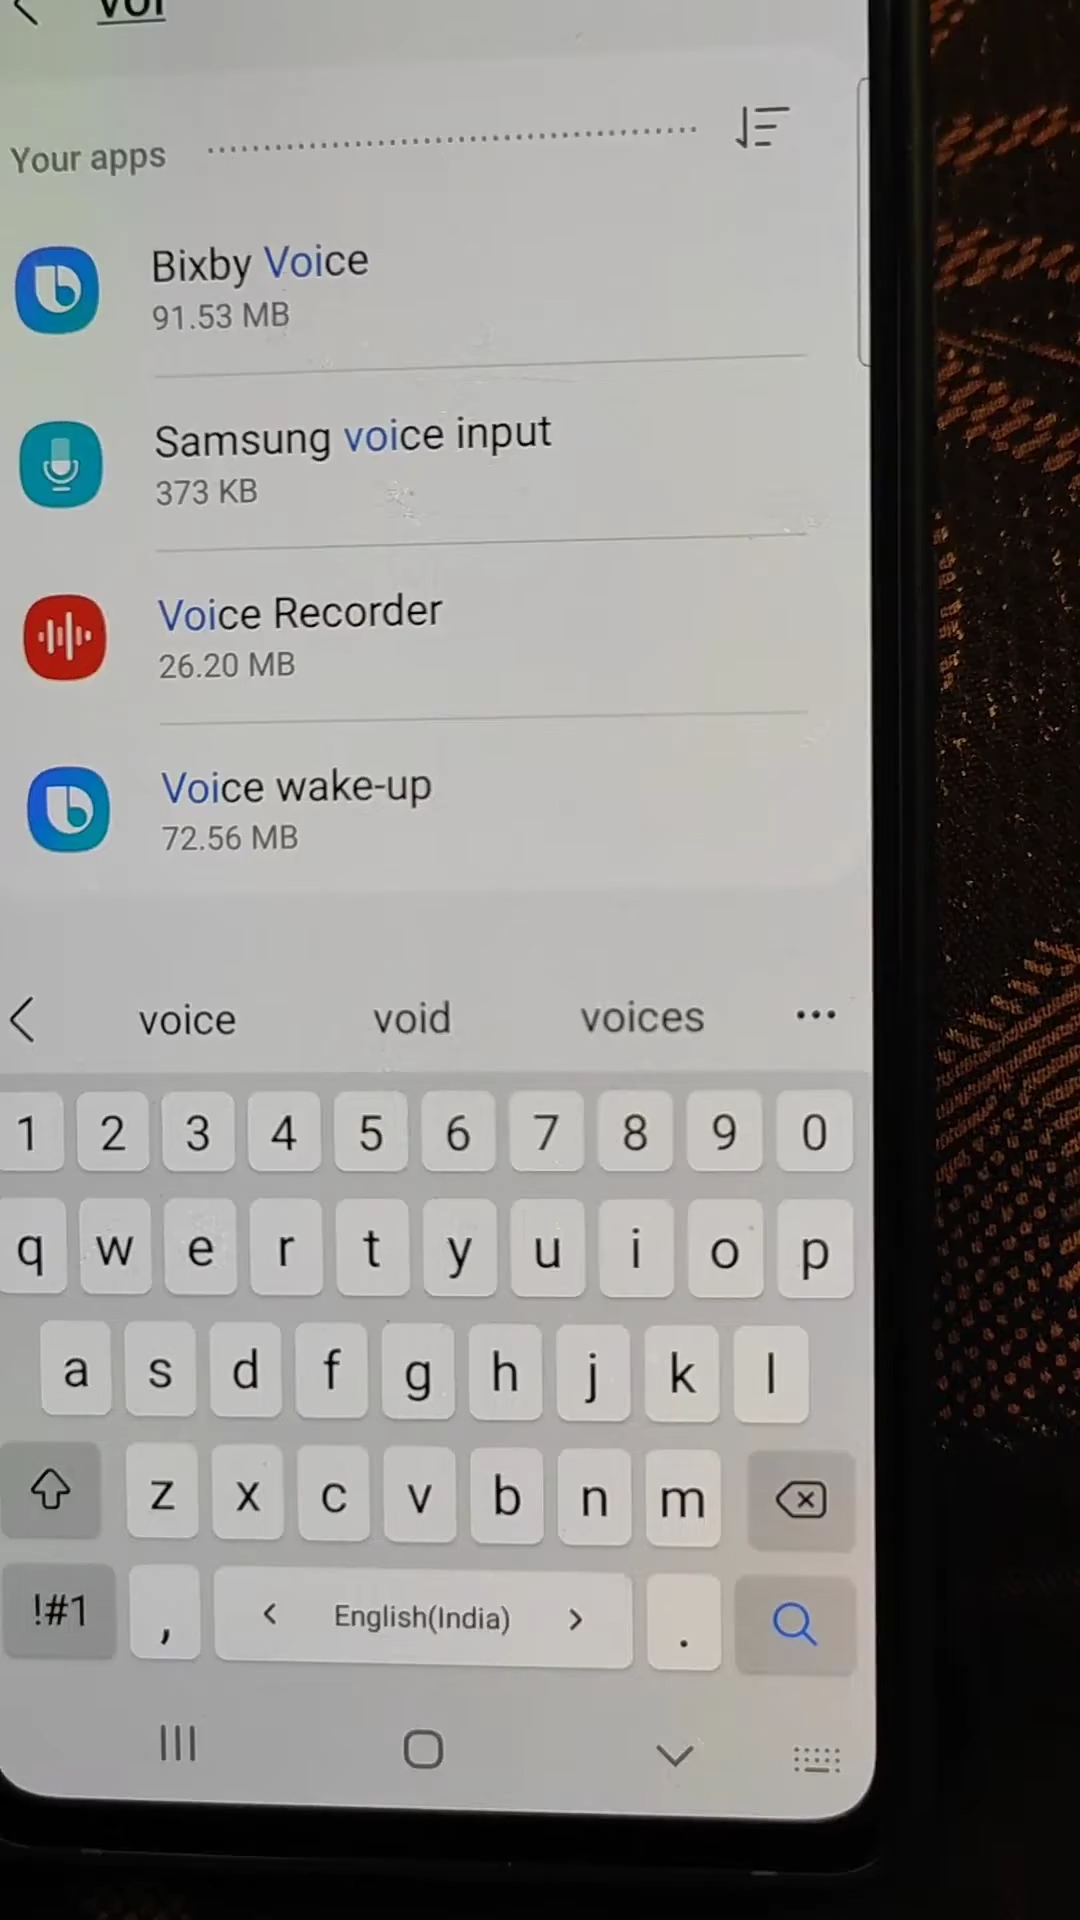 voi
Your apps
Bixby Voice
91.53 MB
Samsung voice input
373 KB
Voice Recorder
26.20 MB
Voice wake-up
72.56 MB
voice void voices ...
1 2 3 4 5 6 7 8 9 0
q w e r t y u i o p
a s d f g h j k l
z x c v b n m
!#1 , < English(India) > .